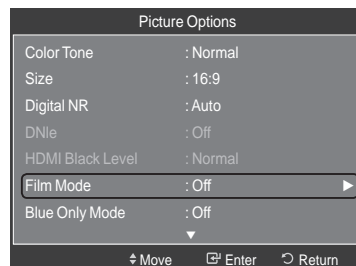 Picture Options
Color Tone : Normal
Size : 16:9
Digital NR : Auto
DNIe : Off
HDMI Black Level : Normal
Film Mode : Off
Blue Only Mode : Off
Move Enter Return